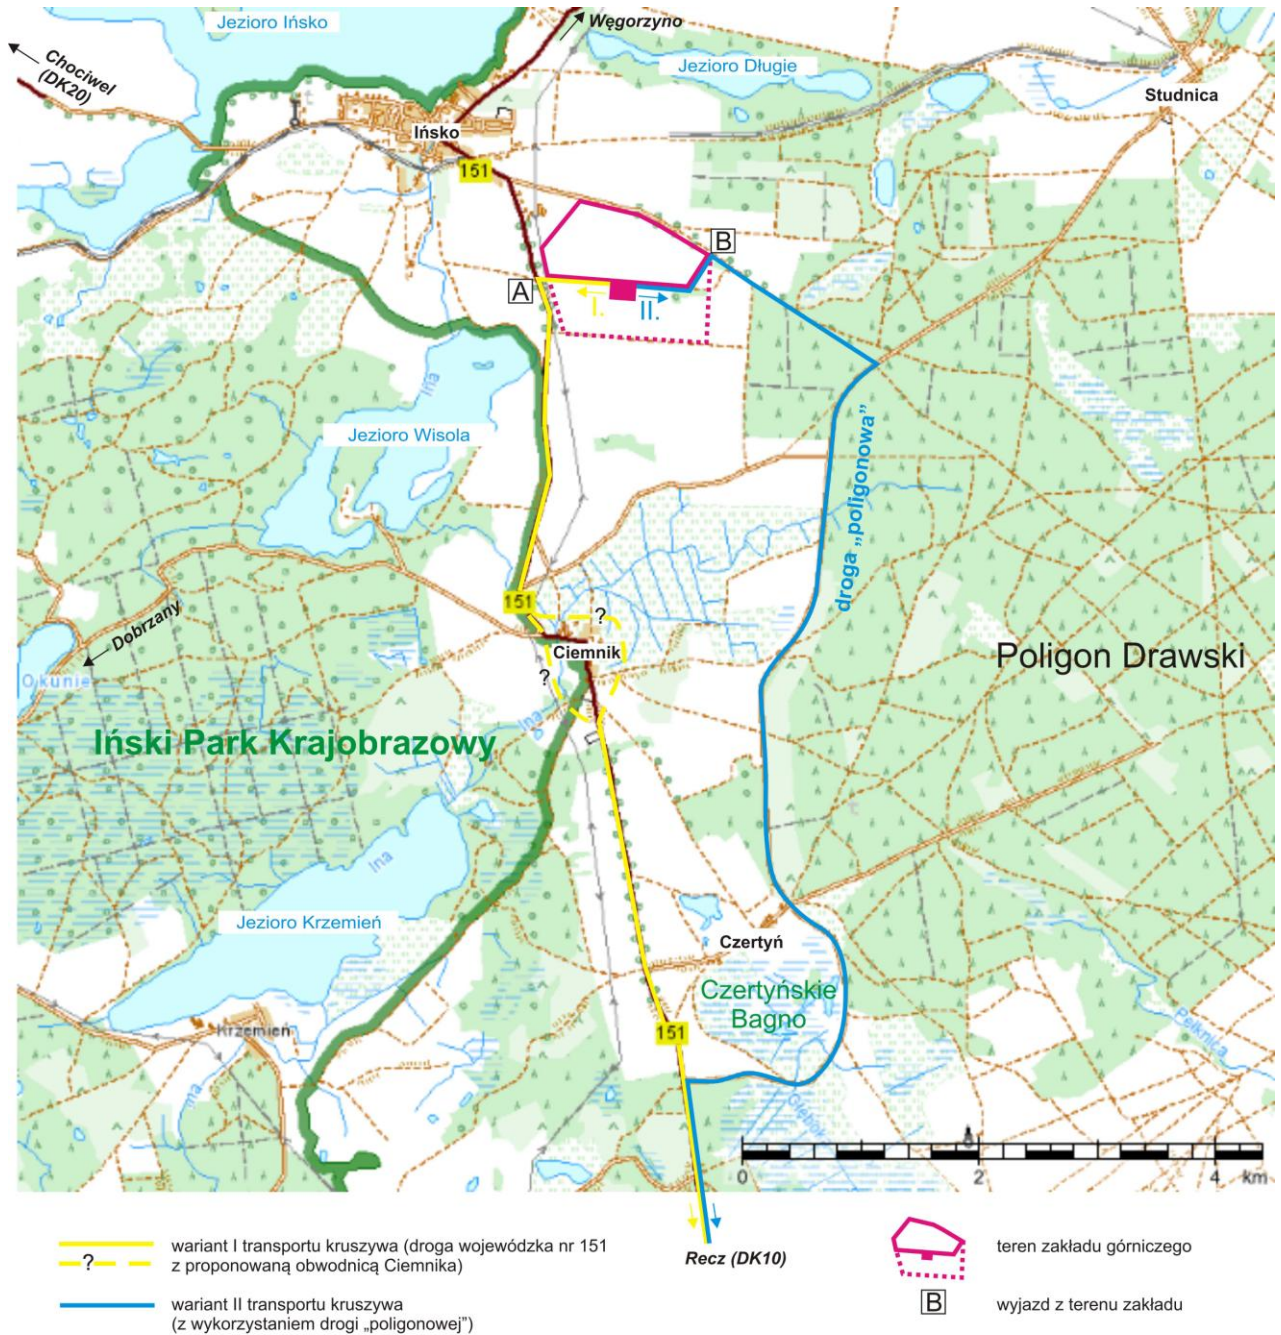 Jezioro Ińsko
Węgorzyno
Chociwel
(DK20)
Jezioro Długie
Studnica
Ińsko
151
B
A
I.
II.
Ina
Jezioro Wisola
droga „poligonowa”
151
?
Dobrzany
Ciemnik
?
Poligon Drawski
Okunie
Ina
Iński Park Krajobrazowy
Ina
Jezioro Krzemień
Czertyń
Czertyńskie
Bagno
Krzemień
151
Pełknica
0
2
4
km
Recz (DK10)
wariant I transportu kruszywa (droga wojewódzka nr 151
?
z proponowaną obwodnicą Ciemnika)
wariant II transportu kruszywa
(z wykorzystaniem drogi „poligonowej”)
teren zakładu górniczego
B
wyjazd z terenu zakładu